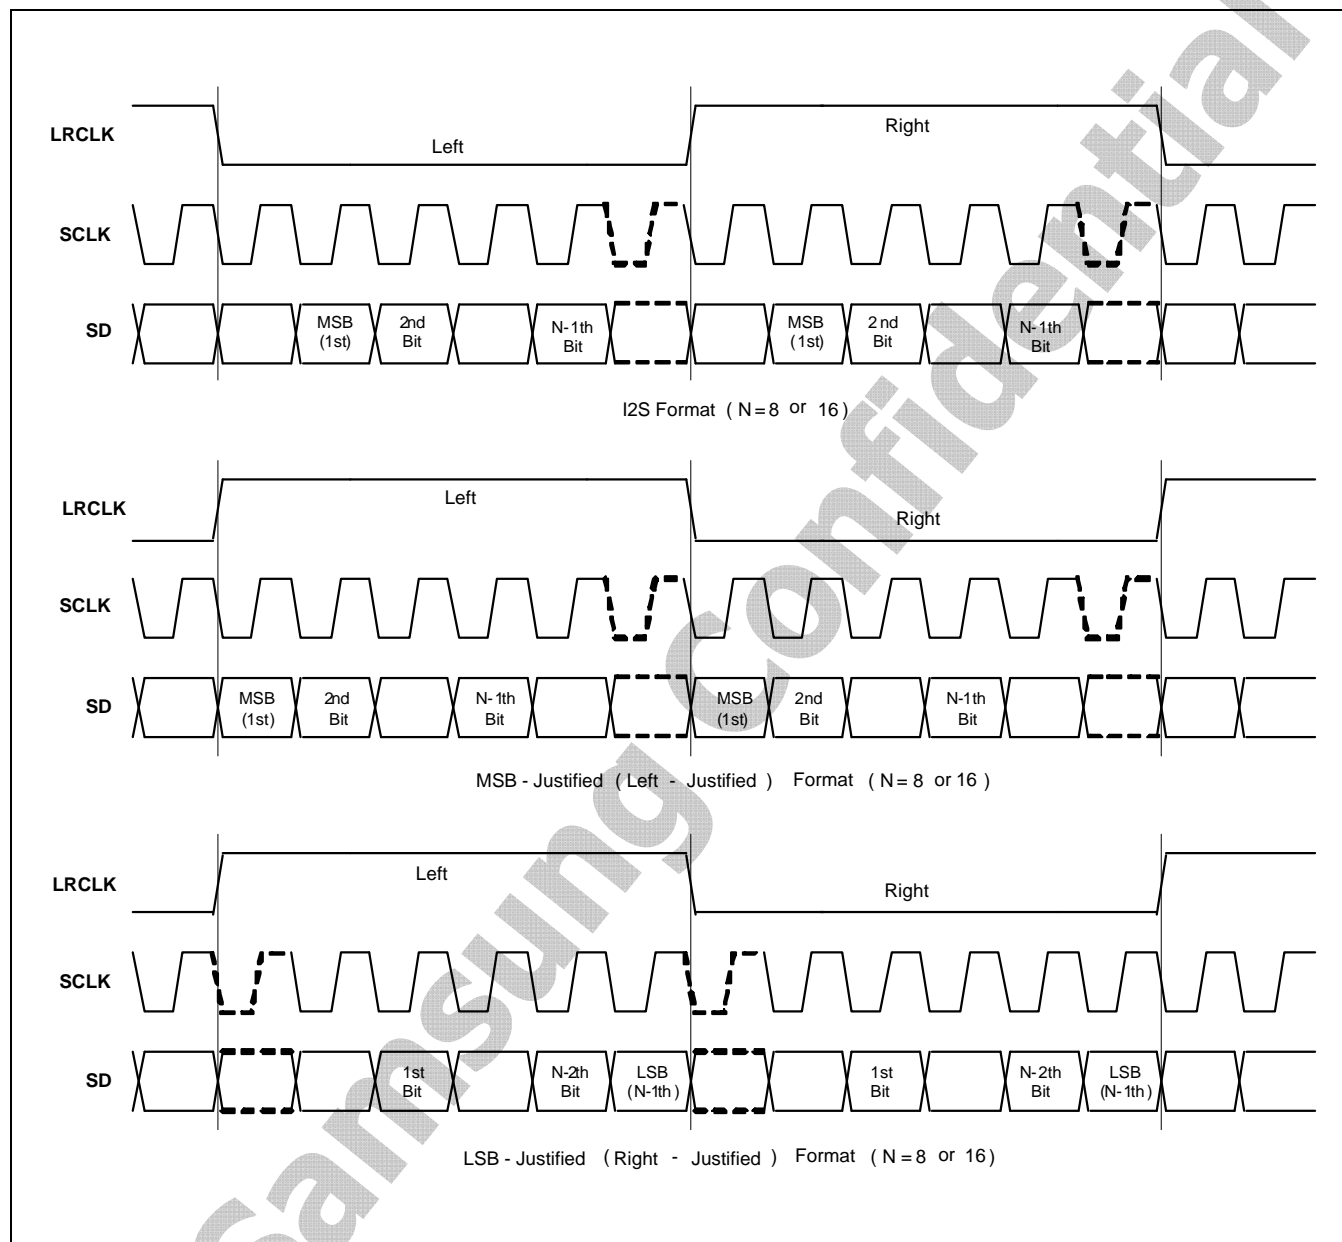 LRCLK
Left
Right
SCLK
SD
MSB
(1st)
2nd
Bit
N-1th
Bit
MSB
(1st)
2nd
Bit
N-1th
Bit
I2S Format (N=8 or 16)
LRCLK
Left
Right
SCLK
SD
MSB
(1st)
2nd
Bit
N-1th
Bit
MSB
(1st)
2nd
Bit
N-1th
Bit
MSB - Justified (Left - Justified) Format (N=8 or 16)
LRCLK
Left
Right
SCLK
SD
1st
Bit
N-2th
Bit
LSB
(N-1th)
1st
Bit
N-2th
Bit
LSB
(N-1th)
LSB - Justified (Right - Justified) Format (N=8 or 16)
Samsung Confidential